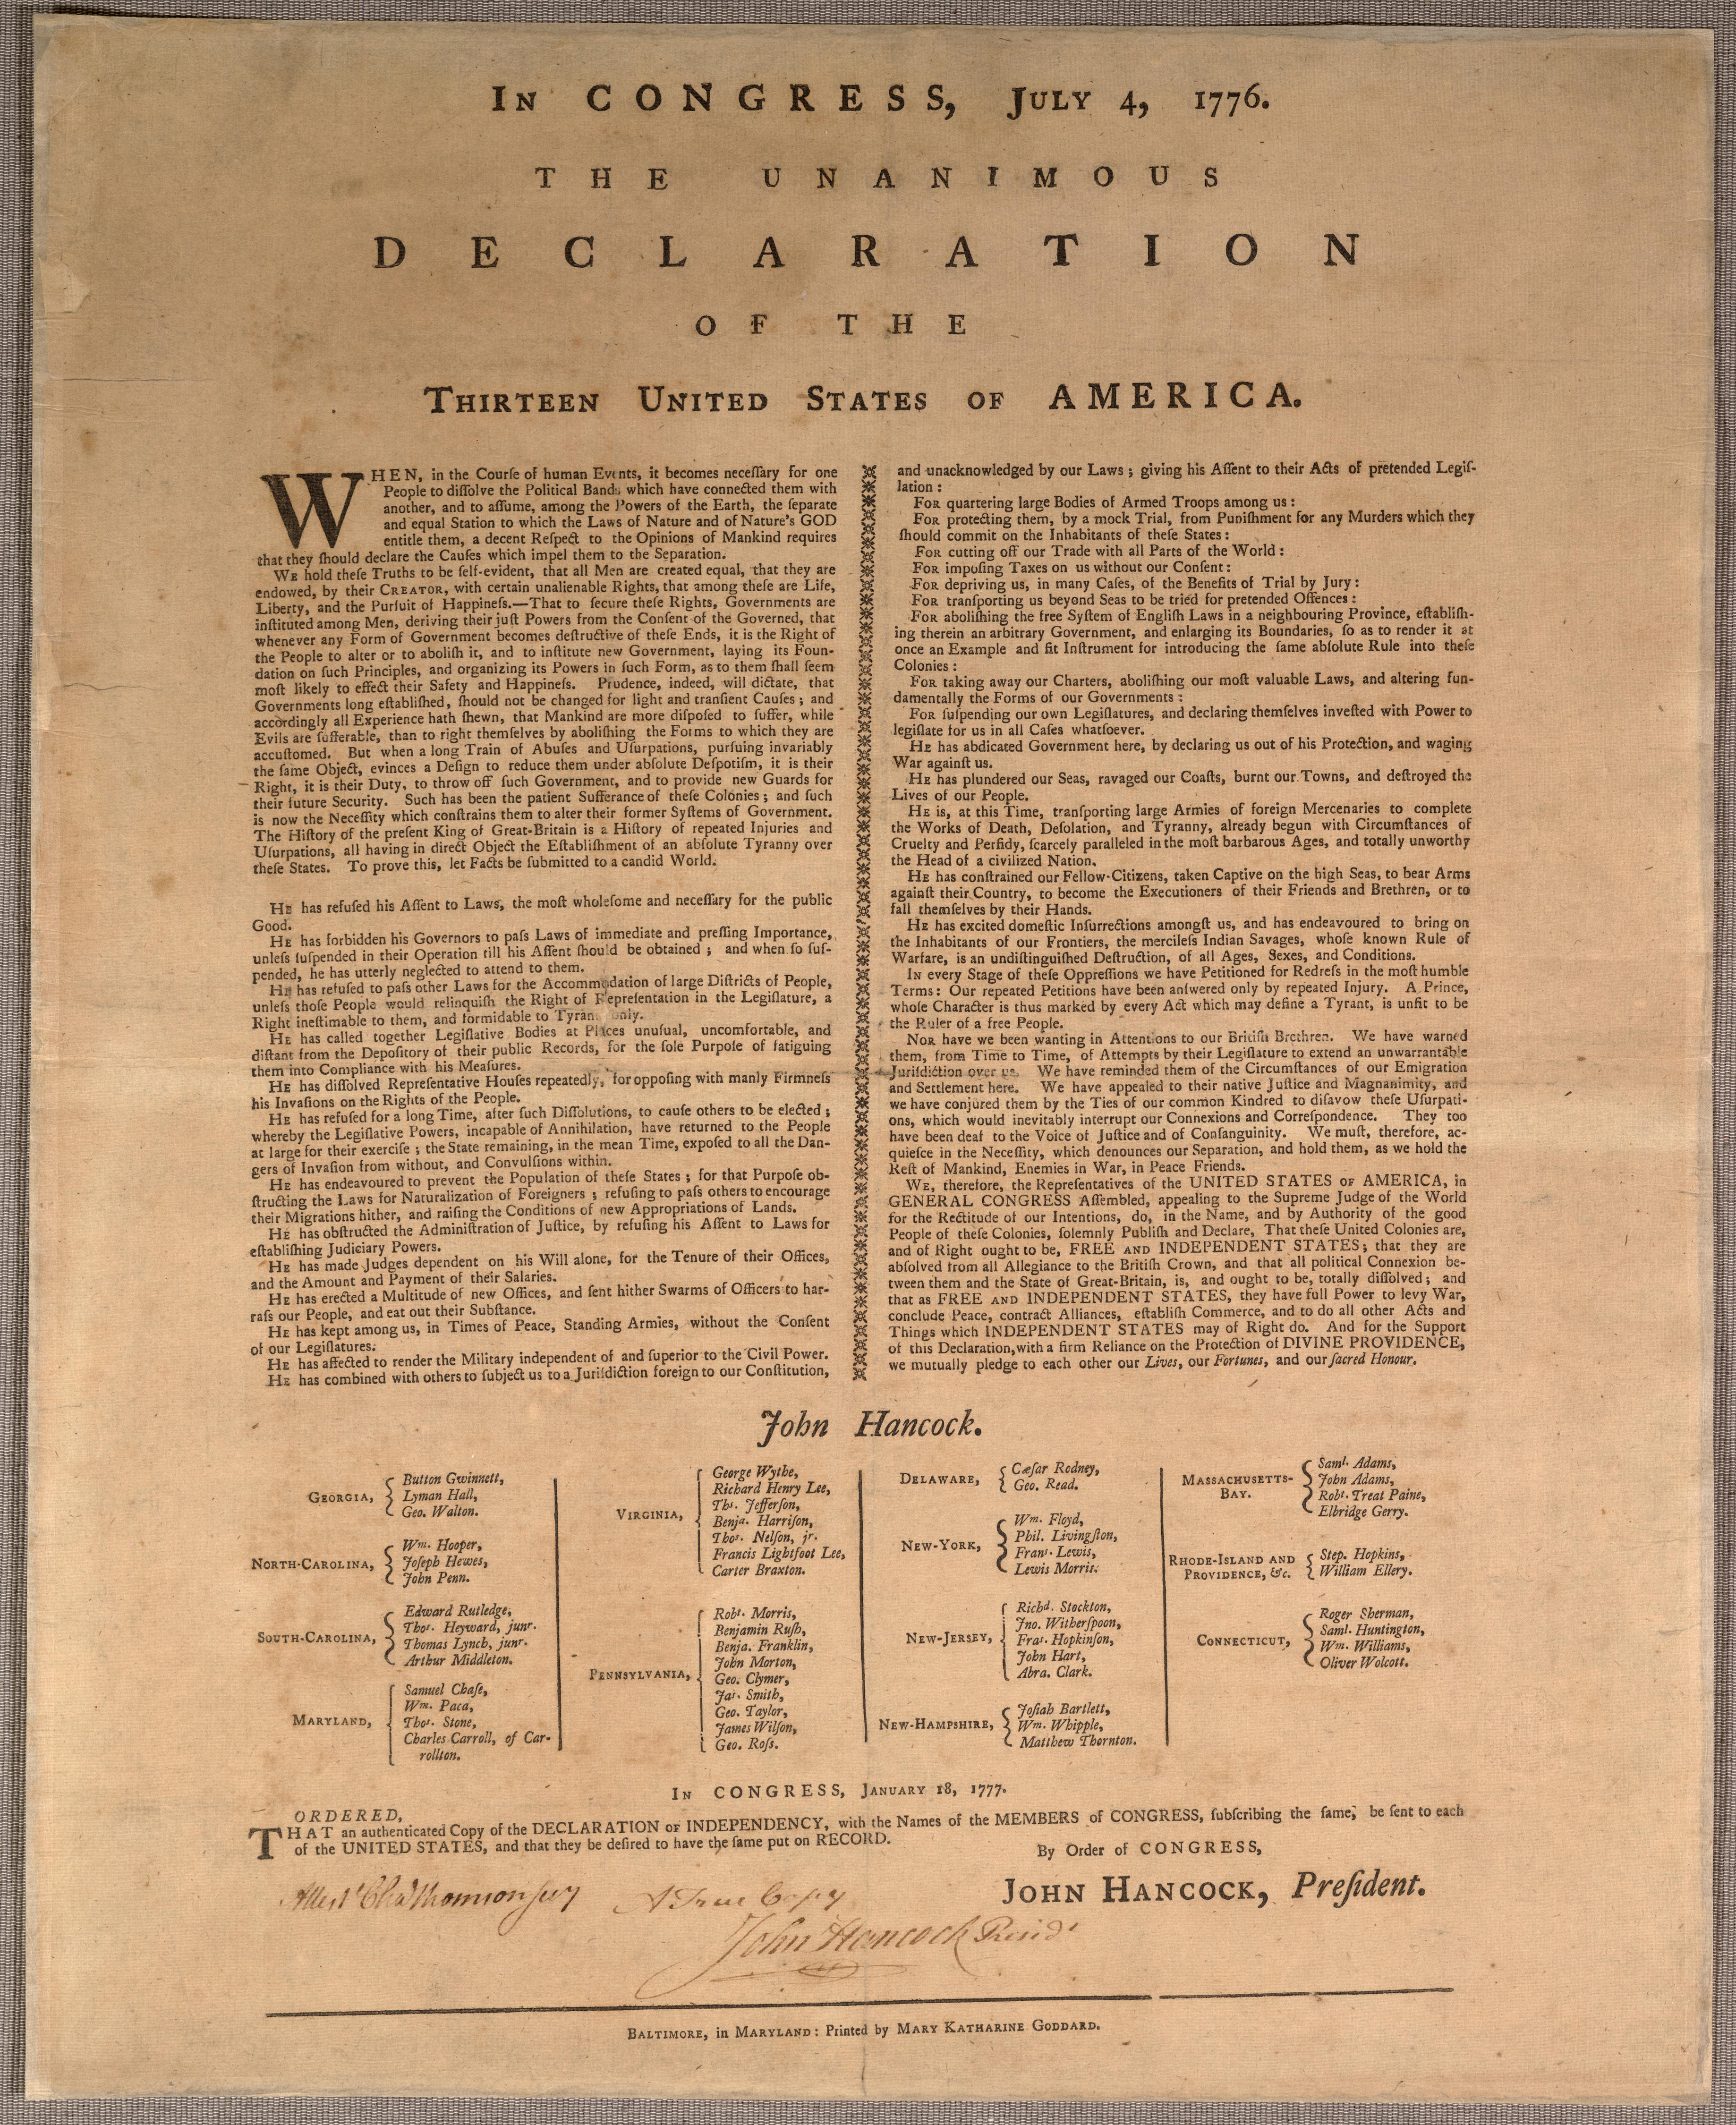 In CONGRESS, July 4, 1776.
THE UNANIMOUS
DECLARATION
OF THE
Thirteen United States of AMERICA.
WHEN, in the Courſe of human Events, it becomes neceſſary for one
People to diſſolve the Political Bands which have connected them with
another, and to aſſume, among the Powers of the Earth, the ſeparate
and equal Station to which the Laws of Nature and of Nature's GOD
entitle them, a decent Reſpect to the Opinions of Mankind requires
that they ſhould declare the Cauſes which impel them to the Separation.
We hold theſe Truths to be ſelf-evident, that all Men are created equal, that they are
endowed, by their Creator, with certain unalienable Rights, that among theſe are Life,
Liberty, and the Purſuit of Happineſs.—That to ſecure theſe Rights, Governments are
inſtituted among Men, deriving their juſt Powers from the Conſent of the Governed, that
whenever any Form of Government becomes deſtructive of theſe Ends, it is the Right of
the People to alter or to aboliſh it, and to inſtitute new Government, laying its Foun-
dation on ſuch Principles, and organizing its Powers in ſuch Form, as to them ſhall ſeem
moſt likely to effect their Safety and Happineſs. Prudence, indeed, will dictate, that
Governments long eſtabliſhed, ſhould not be changed for light and tranſient Cauſes; and
accordingly all Experience hath ſhewn, that Mankind are more diſpoſed to ſuffer, while
Evils are ſufferable, than to right themſelves by aboliſhing the Forms to which they are
accuſtomed. But when a long Train of Abuſes and Uſurpations, purſuing invariably
the ſame Object, evinces a Deſign to reduce them under abſolute Deſpotiſm, it is their
Right, it is their Duty, to throw off ſuch Government, and to provide new Guards for
their future Security. Such has been the patient Sufferance of theſe Colonies; and ſuch
is now the Neceſſity which conſtrains them to alter their former Syſtems of Government.
The Hiſtory of the preſent King of Great-Britain is a Hiſtory of repeated Injuries and
Uſurpations, all having in direct Object the Eſtabliſhment of an abſolute Tyranny over
theſe States. To prove this, let Facts be ſubmitted to a candid World.
He has refuſed his Aſſent to Laws, the moſt wholeſome and neceſſary for the public
Good.
He has forbidden his Governors to paſs Laws of immediate and preſſing Importance,
unleſs ſuſpended in their Operation till his Aſſent ſhould be obtained; and when ſo ſuſ-
pended, he has utterly neglected to attend to them.
He has refuſed to paſs other Laws for the Accommodation of large Diſtricts of People,
unleſs thoſe People would relinquiſh the Right of Repreſentation in the Legiſlature, a
Right ineſtimable to them, and formidable to only.
He has called together Legiſlative Bodies at Places unuſual, uncomfortable, and
diſtant from the Depoſitory of their public Records, for the ſole Purpoſe of fatiguing
them into Compliance with his Meaſures.
He has diſſolved Repreſentative Houſes repeatedly, for oppoſing with manly Firmneſs
his Invaſions on the Rights of the People.
He has refuſed for a long Time, after ſuch Diſſolutions, to cauſe others to be elected;
whereby the Legiſlative Powers, incapable of Annihilation, have returned to the People
at large for their exerciſe; the State remaining, in the mean Time, expoſed to all the Dan-
gers of Invaſion from without, and Convulſions within.
He has endeavoured to prevent the Population of theſe States; for that Purpoſe ob-
ſtructing the Laws for Naturalization of Foreigners; refuſing to paſs others to encourage
their Migrations hither, and raiſing the Conditions of new Appropriations of Lands.
He has obſtructed the Adminiſtration of Juſtice, by refuſing his Aſſent to Laws for
eſtabliſhing Judiciary Powers.
He has made Judges dependent on his Will alone, for the Tenure of their Offices,
and the Amount and Payment of their Salaries.
He has erected a Multitude of new Offices, and ſent hither Swarms of Officers to har-
raſs our People, and eat out their Subſtance.
He has kept among us, in Times of Peace, Standing Armies, without the Conſent
of our Legiſlatures.
He has affected to render the Military independent of and ſuperior to the Civil Power.
He has combined with others to ſubject us to a Juriſdiction foreign to our Conſtitution,
and unacknowledged by our Laws; giving his Aſſent to their Acts of pretended Legiſ-
lation:
For quartering large Bodies of Armed Troops among us:
For protecting them, by a mock Trial, from Puniſhment for any Murders which they
ſhould commit on the Inhabitants of theſe States:
For cutting off our Trade with all Parts of the World:
For impoſing Taxes on us without our Conſent:
For depriving us, in many Caſes, of the Benefits of Trial by Jury:
For tranſporting us beyond Seas to be tried for pretended Offences:
For aboliſhing the free Syſtem of Engliſh Laws in a neighbouring Province, eſtabliſh-
ing therein an arbitrary Government, and enlarging its Boundaries, ſo as to render it at
once an Example and fit Inſtrument for introducing the ſame abſolute Rule into theſe
Colonies:
For taking away our Charters, aboliſhing our moſt valuable Laws, and altering fun-
damentally the Forms of our Governments:
For ſuſpending our own Legiſlatures, and declaring themſelves inveſted with Power to
legiſlate for us in all Caſes whatſoever.
He has abdicated Government here, by declaring us out of his Protection, and waging
War againſt us.
He has plundered our Seas, ravaged our Coaſts, burnt our Towns, and deſtroyed the
Lives of our People.
He is, at this Time, tranſporting large Armies of foreign Mercenaries to complete
the Works of Death, Deſolation, and Tyranny, already begun with Circumſtances of
Cruelty and Perfidy, ſcarcely paralleled in the moſt barbarous Ages, and totally unworthy
the Head of a civilized Nation.
He has conſtrained our Fellow-Citizens, taken Captive on the high Seas, to bear Arms
againſt their Country, to become the Executioners of their Friends and Brethren, or to
fall themſelves by their Hands.
He has excited domeſtic Inſurrections amongſt us, and has endeavoured to bring on
the Inhabitants of our Frontiers, the mercileſs Indian Savages, whoſe known Rule of
Warfare, is an undiſtinguiſhed Deſtruction, of all Ages, Sexes, and Conditions.
In every Stage of theſe Oppreſſions we have Petitioned for Redreſs in the moſt humble
Terms: Our repeated Petitions have been anſwered only by repeated Injury. A Prince,
whoſe Character is thus marked by every Act which may define a Tyrant, is unfit to be
the Ruler of a free People.
Nor have we been wanting in Attentions to our Britiſh Brethren. We have warned
them, from Time to Time, of Attempts by their Legiſlature to extend an unwarrantable
Juriſdiction over us. We have reminded them of the Circumſtances of our Emigration
and Settlement here. We have appealed to their native Juſtice and Magnanimity, and
we have conjured them by the Ties of our common Kindred to diſavow theſe Uſurpati-
ons, which would inevitably interrupt our Connexions and Correſpondence. They too
have been deaf to the Voice of Juſtice and of Conſanguinity. We muſt, therefore, ac-
quieſce in the Neceſſity, which denounces our Separation, and hold them, as we hold the
Reſt of Mankind, Enemies in War, in Peace Friends.
We, therefore, the Repreſentatives of the UNITED STATES of AMERICA, in
GENERAL CONGRESS Aſſembled, appealing to the Supreme Judge of the World
for the Rectitude of our Intentions, do, in the Name, and by Authority of the good
People of theſe Colonies, ſolemnly Publiſh and Declare, That theſe United Colonies are,
and of Right ought to be, FREE and INDEPENDENT STATES; that they are
abſolved from all Allegiance to the Britiſh Crown, and that all political Connexion be-
tween them and the State of Great-Britain, is, and ought to be, totally diſſolved; and
that as FREE and INDEPENDENT STATES, they have full Power to levy War,
conclude Peace, contract Alliances, eſtabliſh Commerce, and to do all other Acts and
Things which INDEPENDENT STATES may of Right do. And for the Support
of this Declaration, with a firm Reliance on the Protection of DIVINE PROVIDENCE,
we mutually pledge to each other our Lives, our Fortunes, and our ſacred Honour.
John Hancock.
Georgia,
Button Gwinnett,
Lyman Hall,
Geo. Walton.
North-Carolina,
Wm. Hooper,
Joſeph Hewes,
John Penn.
South-Carolina,
Edward Rutledge,
Thos. Heyward, junr.
Thomas Lynch, junr.
Arthur Middleton.
Maryland,
Samuel Chaſe,
Wm. Paca,
Thos. Stone,
Charles Carroll, of Car-
rollton.
Virginia,
George Wythe,
Richard Henry Lee,
Ths. Jefferſon,
Benja. Harriſon,
Thos. Nelſon, jr.
Francis Lightfoot Lee,
Carter Braxton.
Pennsylvania,
Robt. Morris,
Benjamin Ruſh,
Benja. Franklin,
John Morton,
Geo. Clymer,
Jas. Smith,
Geo. Taylor,
James Wilſon,
Geo. Roſs.
Delaware,
Cæſar Rodney,
Geo. Read.
New-York,
Wm. Floyd,
Phil. Livingſton,
Frans. Lewis,
Lewis Morris.
New-Jersey,
Richd. Stockton,
Jno. Witherſpoon,
Fras. Hopkinſon,
John Hart,
Abra. Clark.
New-Hampshire,
Joſiah Bartlett,
Wm. Whipple,
Matthew Thornton.
Massachusetts-
Bay.
Saml. Adams,
John Adams,
Robt. Treat Paine,
Elbridge Gerry.
Rhode-Island and
Providence, &c.
Step. Hopkins,
William Ellery.
Connecticut,
Roger Sherman,
Saml. Huntington,
Wm. Williams,
Oliver Wolcott.
In CONGRESS, January 18, 1777.
ORDERED,
THAT an authenticated Copy of the DECLARATION of INDEPENDENCY, with the Names of the MEMBERS of CONGRESS, ſubſcribing the ſame, be ſent to each
of the UNITED STATES, and that they be deſired to have the ſame put on RECORD.
By Order of CONGRESS,
JOHN HANCOCK, Preſident.
Attest Chas Thomson secy
A True Copy
John Hancock Presidt
Baltimore, in Maryland: Printed by Mary Katharine Goddard.